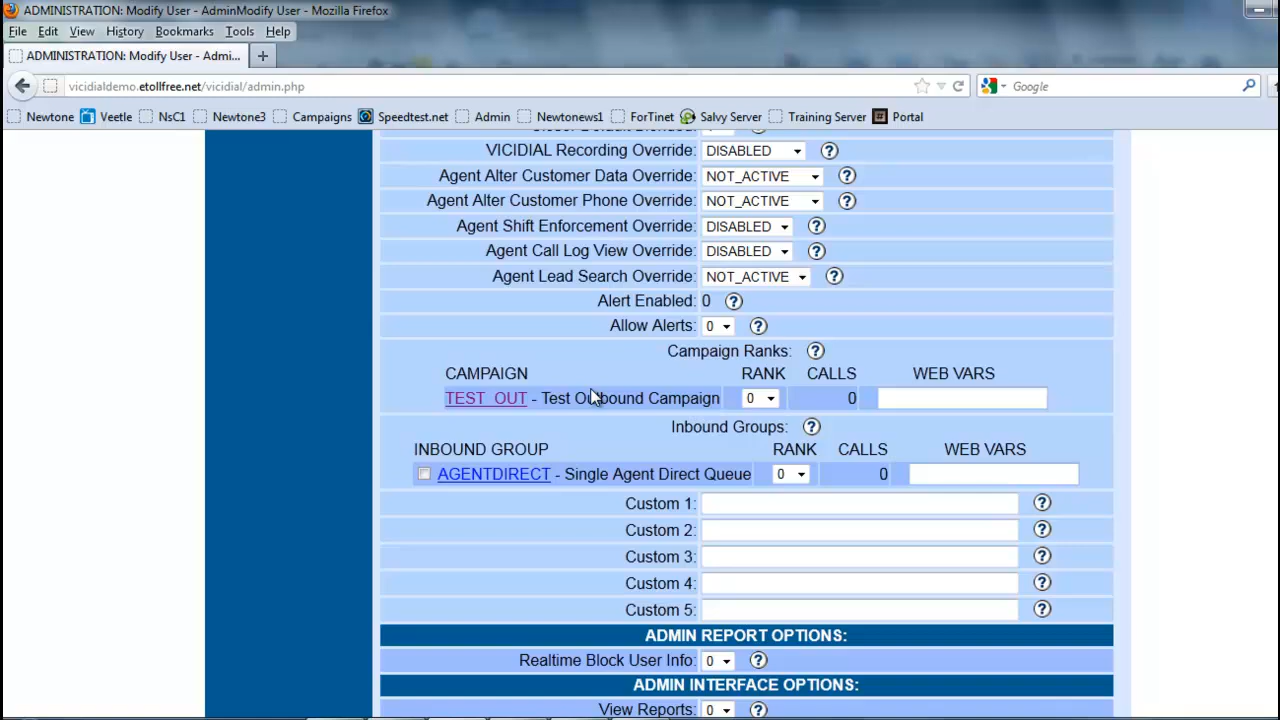 ADMINISTRATION: Modify User - AdminModify User - Mozilla Firefox
File Edit View History Bookmarks Tools Help
ADMINISTRATION: Modify User - Admi... +
vicidialdemo.etollfree.net/vicidial/admin.php Google
Newtone Veetle NsC1 Newtone3 Campaigns Speedtest.net Admin Newtonews1 ForTinet Salvy Server Training Server Portal
VICIDIAL Recording Override: DISABLED ?
Agent Alter Customer Data Override: NOT_ACTIVE ?
Agent Alter Customer Phone Override: NOT_ACTIVE ?
Agent Shift Enforcement Override: DISABLED ?
Agent Call Log View Override: DISABLED ?
Agent Lead Search Override: NOT_ACTIVE ?
Alert Enabled: 0 ?
Allow Alerts: 0 ?
Campaign Ranks: ?
CAMPAIGN RANK CALLS WEB VARS
TEST_OUT - Test Outbound Campaign 0 0
Inbound Groups: ?
INBOUND GROUP RANK CALLS WEB VARS
AGENTDIRECT - Single Agent Direct Queue 0 0
Custom 1: ?
Custom 2: ?
Custom 3: ?
Custom 4: ?
Custom 5: ?
ADMIN REPORT OPTIONS:
Realtime Block User Info: 0 ?
ADMIN INTERFACE OPTIONS:
View Reports: 0 ?